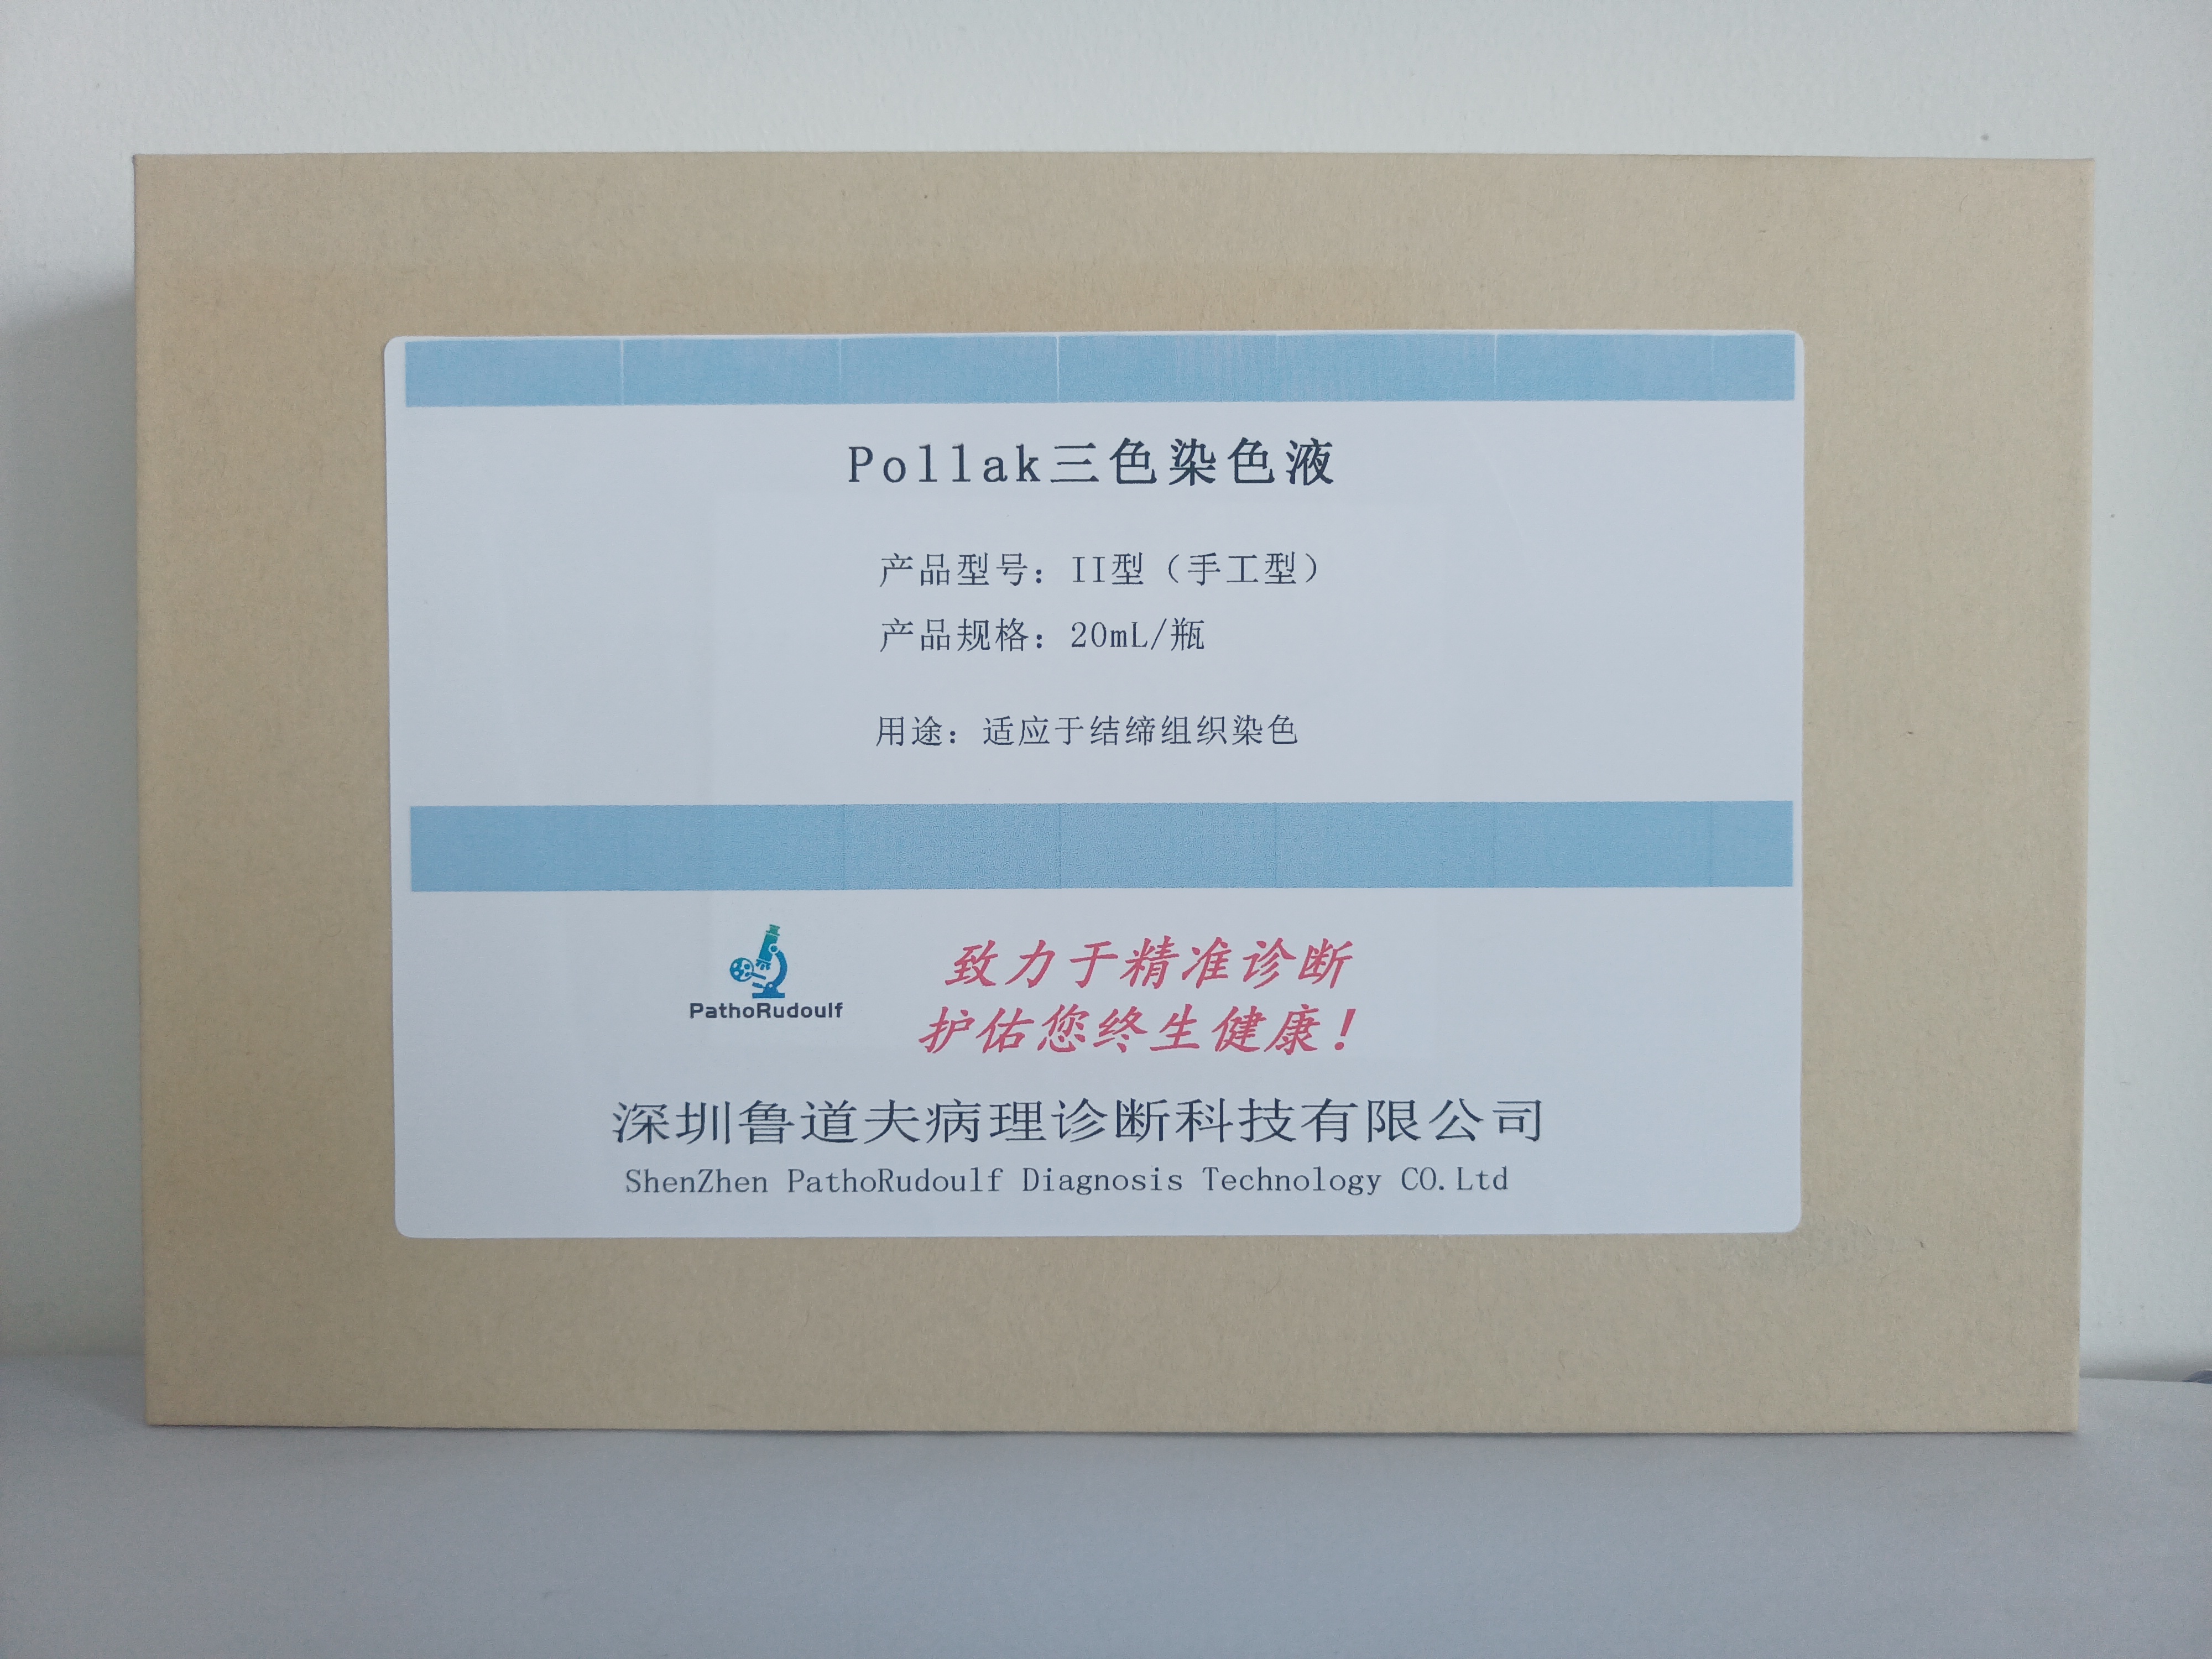 Pollak三色染色液
产品型号：II型（手工型）
产品规格：20mL/瓶
用途：适应于结缔组织染色
PathoRudoulf
致力于精准诊断
护佑您终生健康！
深圳鲁道夫病理诊断科技有限公司
ShenZhen PathoRudoulf Diagnosis Technology CO.Ltd